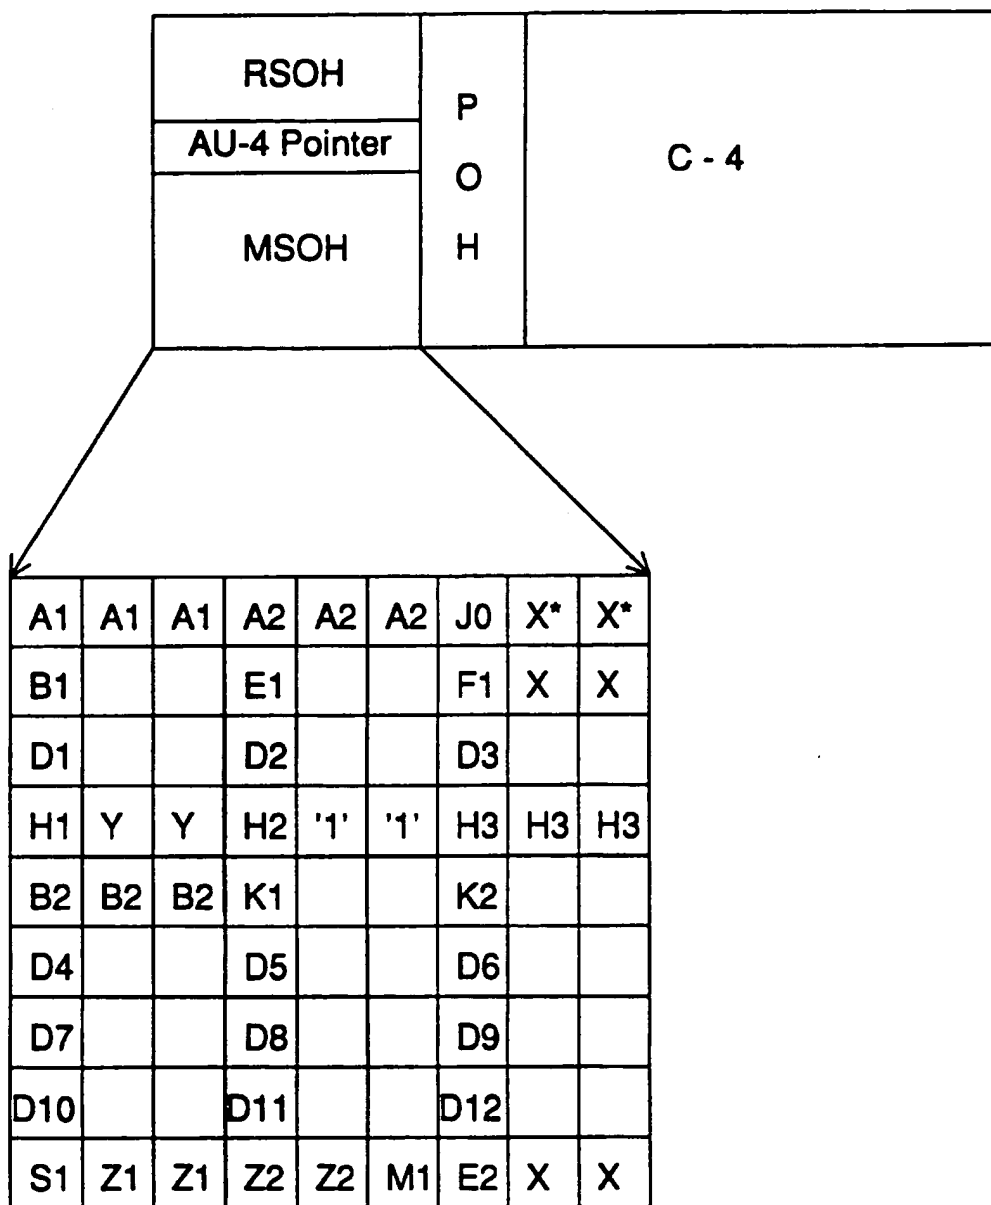 RSOH
AU-4 Pointer
MSOH
P
O
H
C - 4
A1 A1 A1 A2 A2 A2 J0 X* X*
B1 E1 F1 X X
D1 D2 D3
H1 Y Y H2 '1' '1' H3 H3 H3
B2 B2 B2 K1 K2
D4 D5 D6
D7 D8 D9
D10 D11 D12
S1 Z1 Z1 Z2 Z2 M1 E2 X X